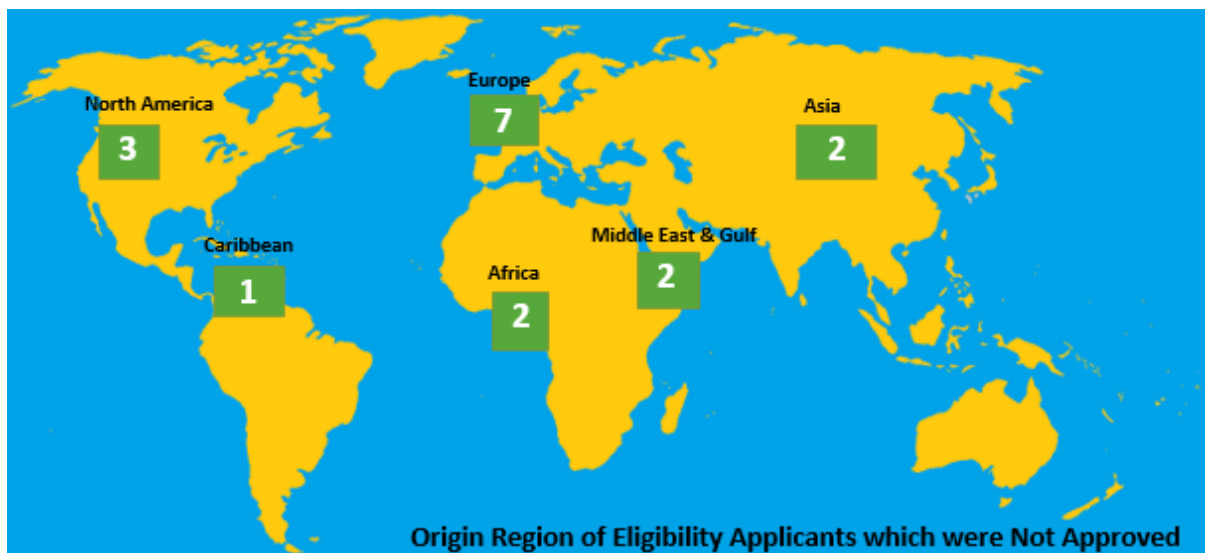 Europe
7
North America
3
Asia
2
Middle East & Gulf
2
Caribbean
1
Africa
2
Origin Region of Eligibility Applicants which were Not Approved